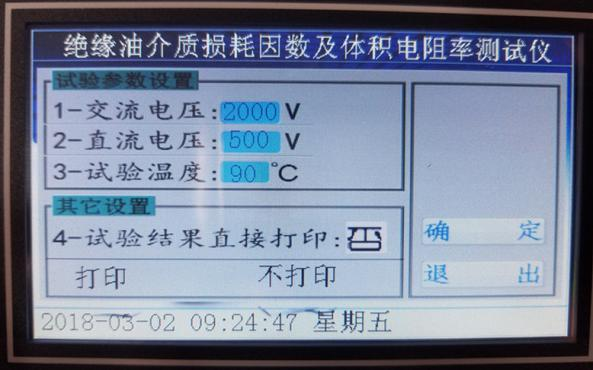 绝缘油介质损耗因数及体积电阻率测试仪
试验参数设置
1-交流电压:2000 V
2-直流电压:500 V
3-试验温度:90 °C
其它设置
4-试验结果直接打印:
打印 不打印
确 定
退 出
2018-03-02 09:24:47 星期五